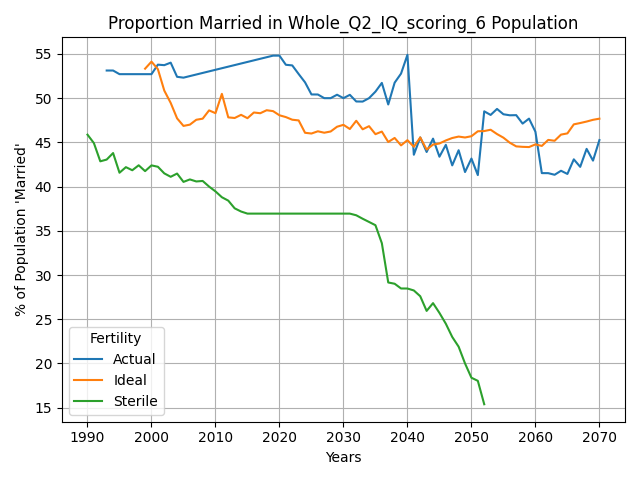 Proportion Married in Whole_Q2_IQ_scoring_6 Population
% of Population 'Married'
55
50
45
40
35
30
25
20
15
Fertility
Actual
Ideal
Sterile
1990 2000 2010 2020 2030 2040 2050 2060 2070
Years